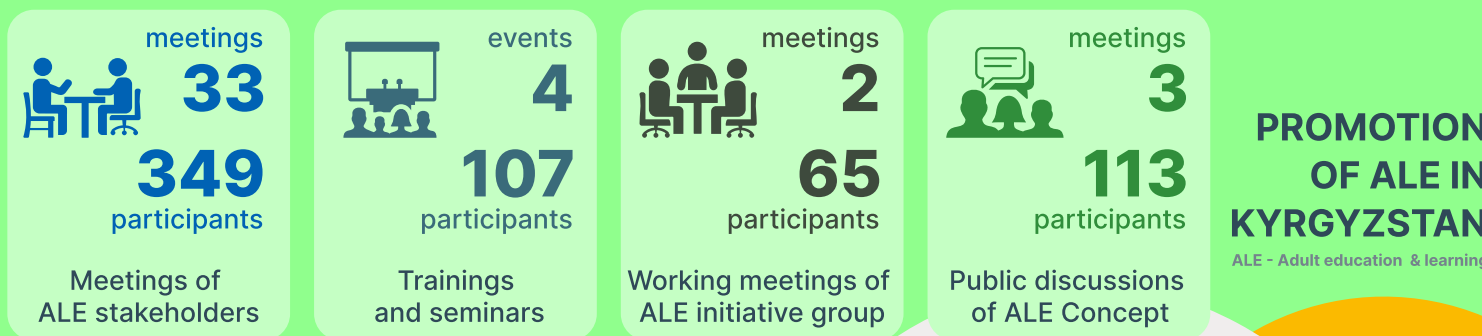 meetings
33
349
participants
Meetings of
ALE stakeholders
events
4
107
participants
Trainings
and seminars
meetings
2
65
participants
Working meetings of
ALE initiative group
meetings
3
113
participants
Public discussions
of ALE Concept
PROMOTION
OF ALE IN
KYRGYZSTAN
ALE - Adult education & learning